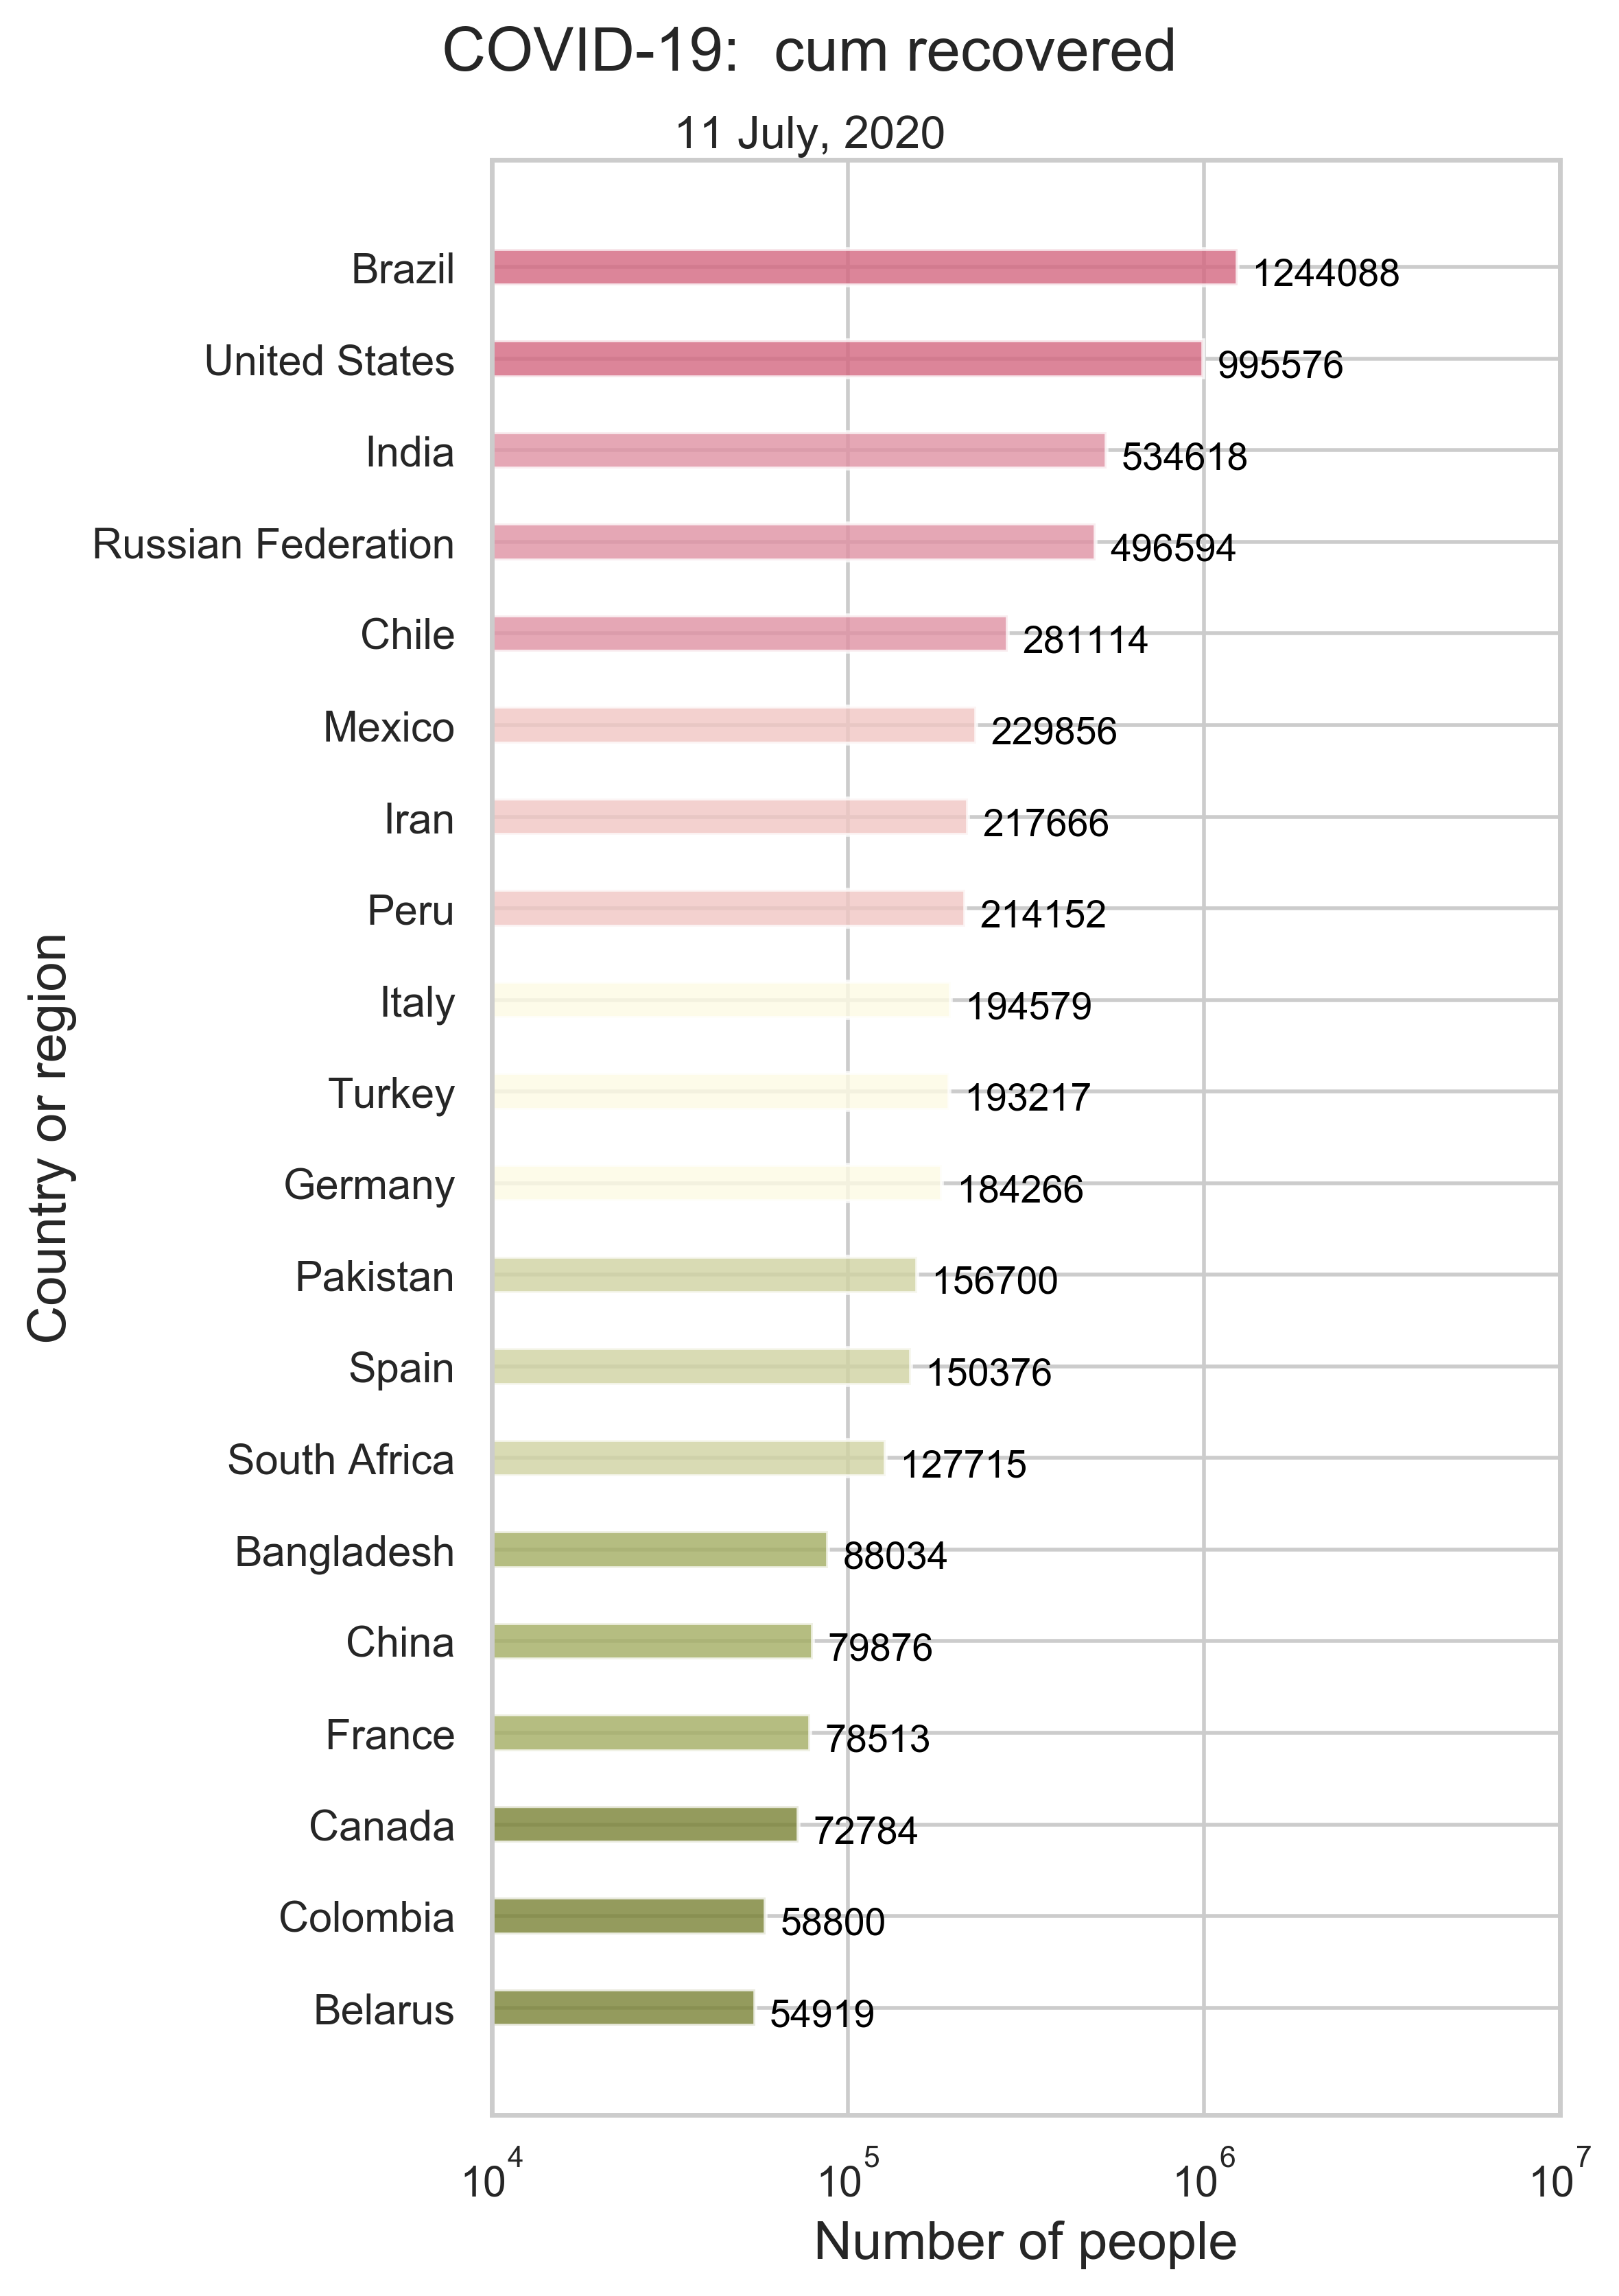 COVID-19:  cum recovered
11 July, 2020
Brazil 1244088
United States 995576
India 534618
Russian Federation 496594
Chile 281114
Mexico 229856
Iran 217666
Peru 214152
Italy 194579
Turkey 193217
Germany 184266
Pakistan 156700
Spain 150376
South Africa 127715
Bangladesh 88034
China 79876
France 78513
Canada 72784
Colombia 58800
Belarus 54919
Country or region
10^4 10^5 10^6 10^7
Number of people